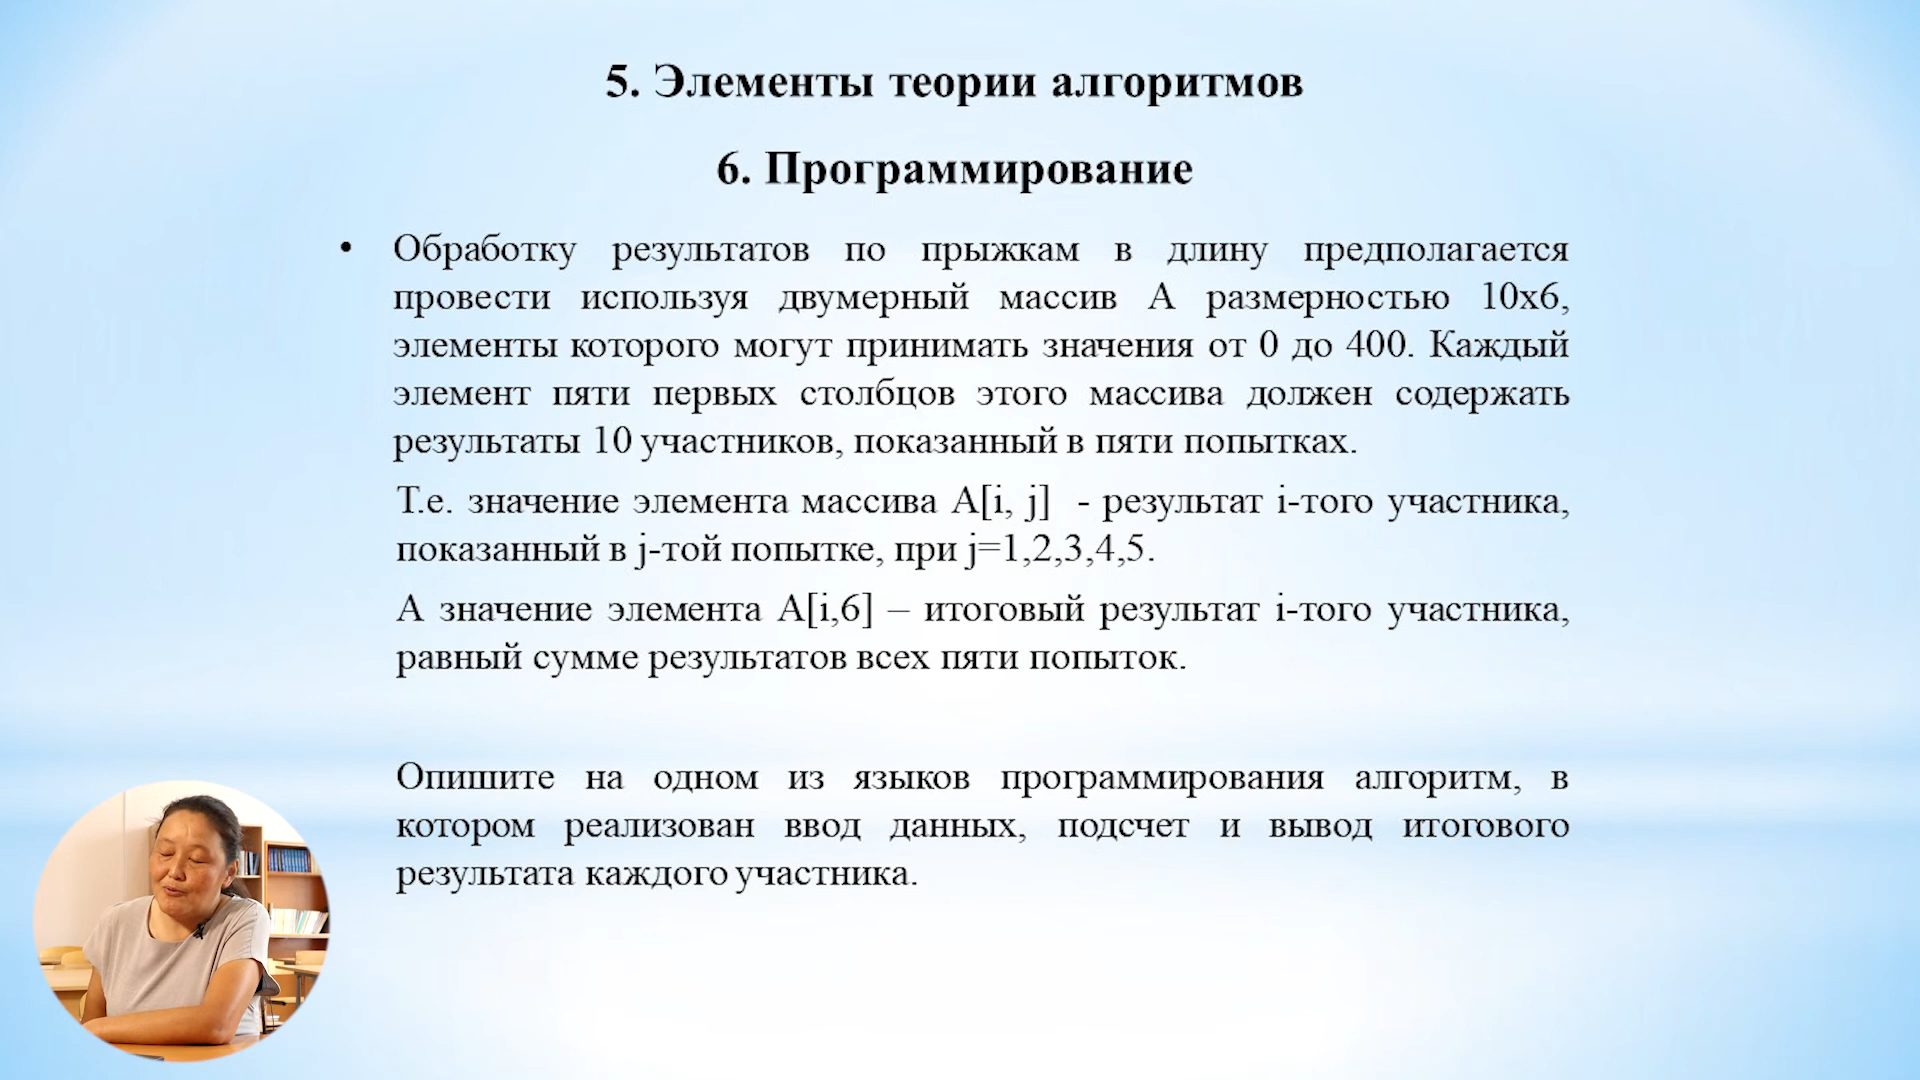 5. Элементы теории алгоритмов
6. Программирование
• Обработку результатов по прыжкам в длину предполагается
провести используя двумерный массив А размерностью 10х6,
элементы которого могут принимать значения от 0 до 400. Каждый
элемент пяти первых столбцов этого массива должен содержать
результаты 10 участников, показанный в пяти попытках.
Т.е. значение элемента массива A[i, j] - результат i-того участника,
показанный в j-той попытке, при j=1,2,3,4,5.
А значение элемента A[i,6] – итоговый результат i-того участника,
равный сумме результатов всех пяти попыток.
Опишите на одном из языков программирования алгоритм, в
котором реализован ввод данных, подсчет и вывод итогового
результата каждого участника.